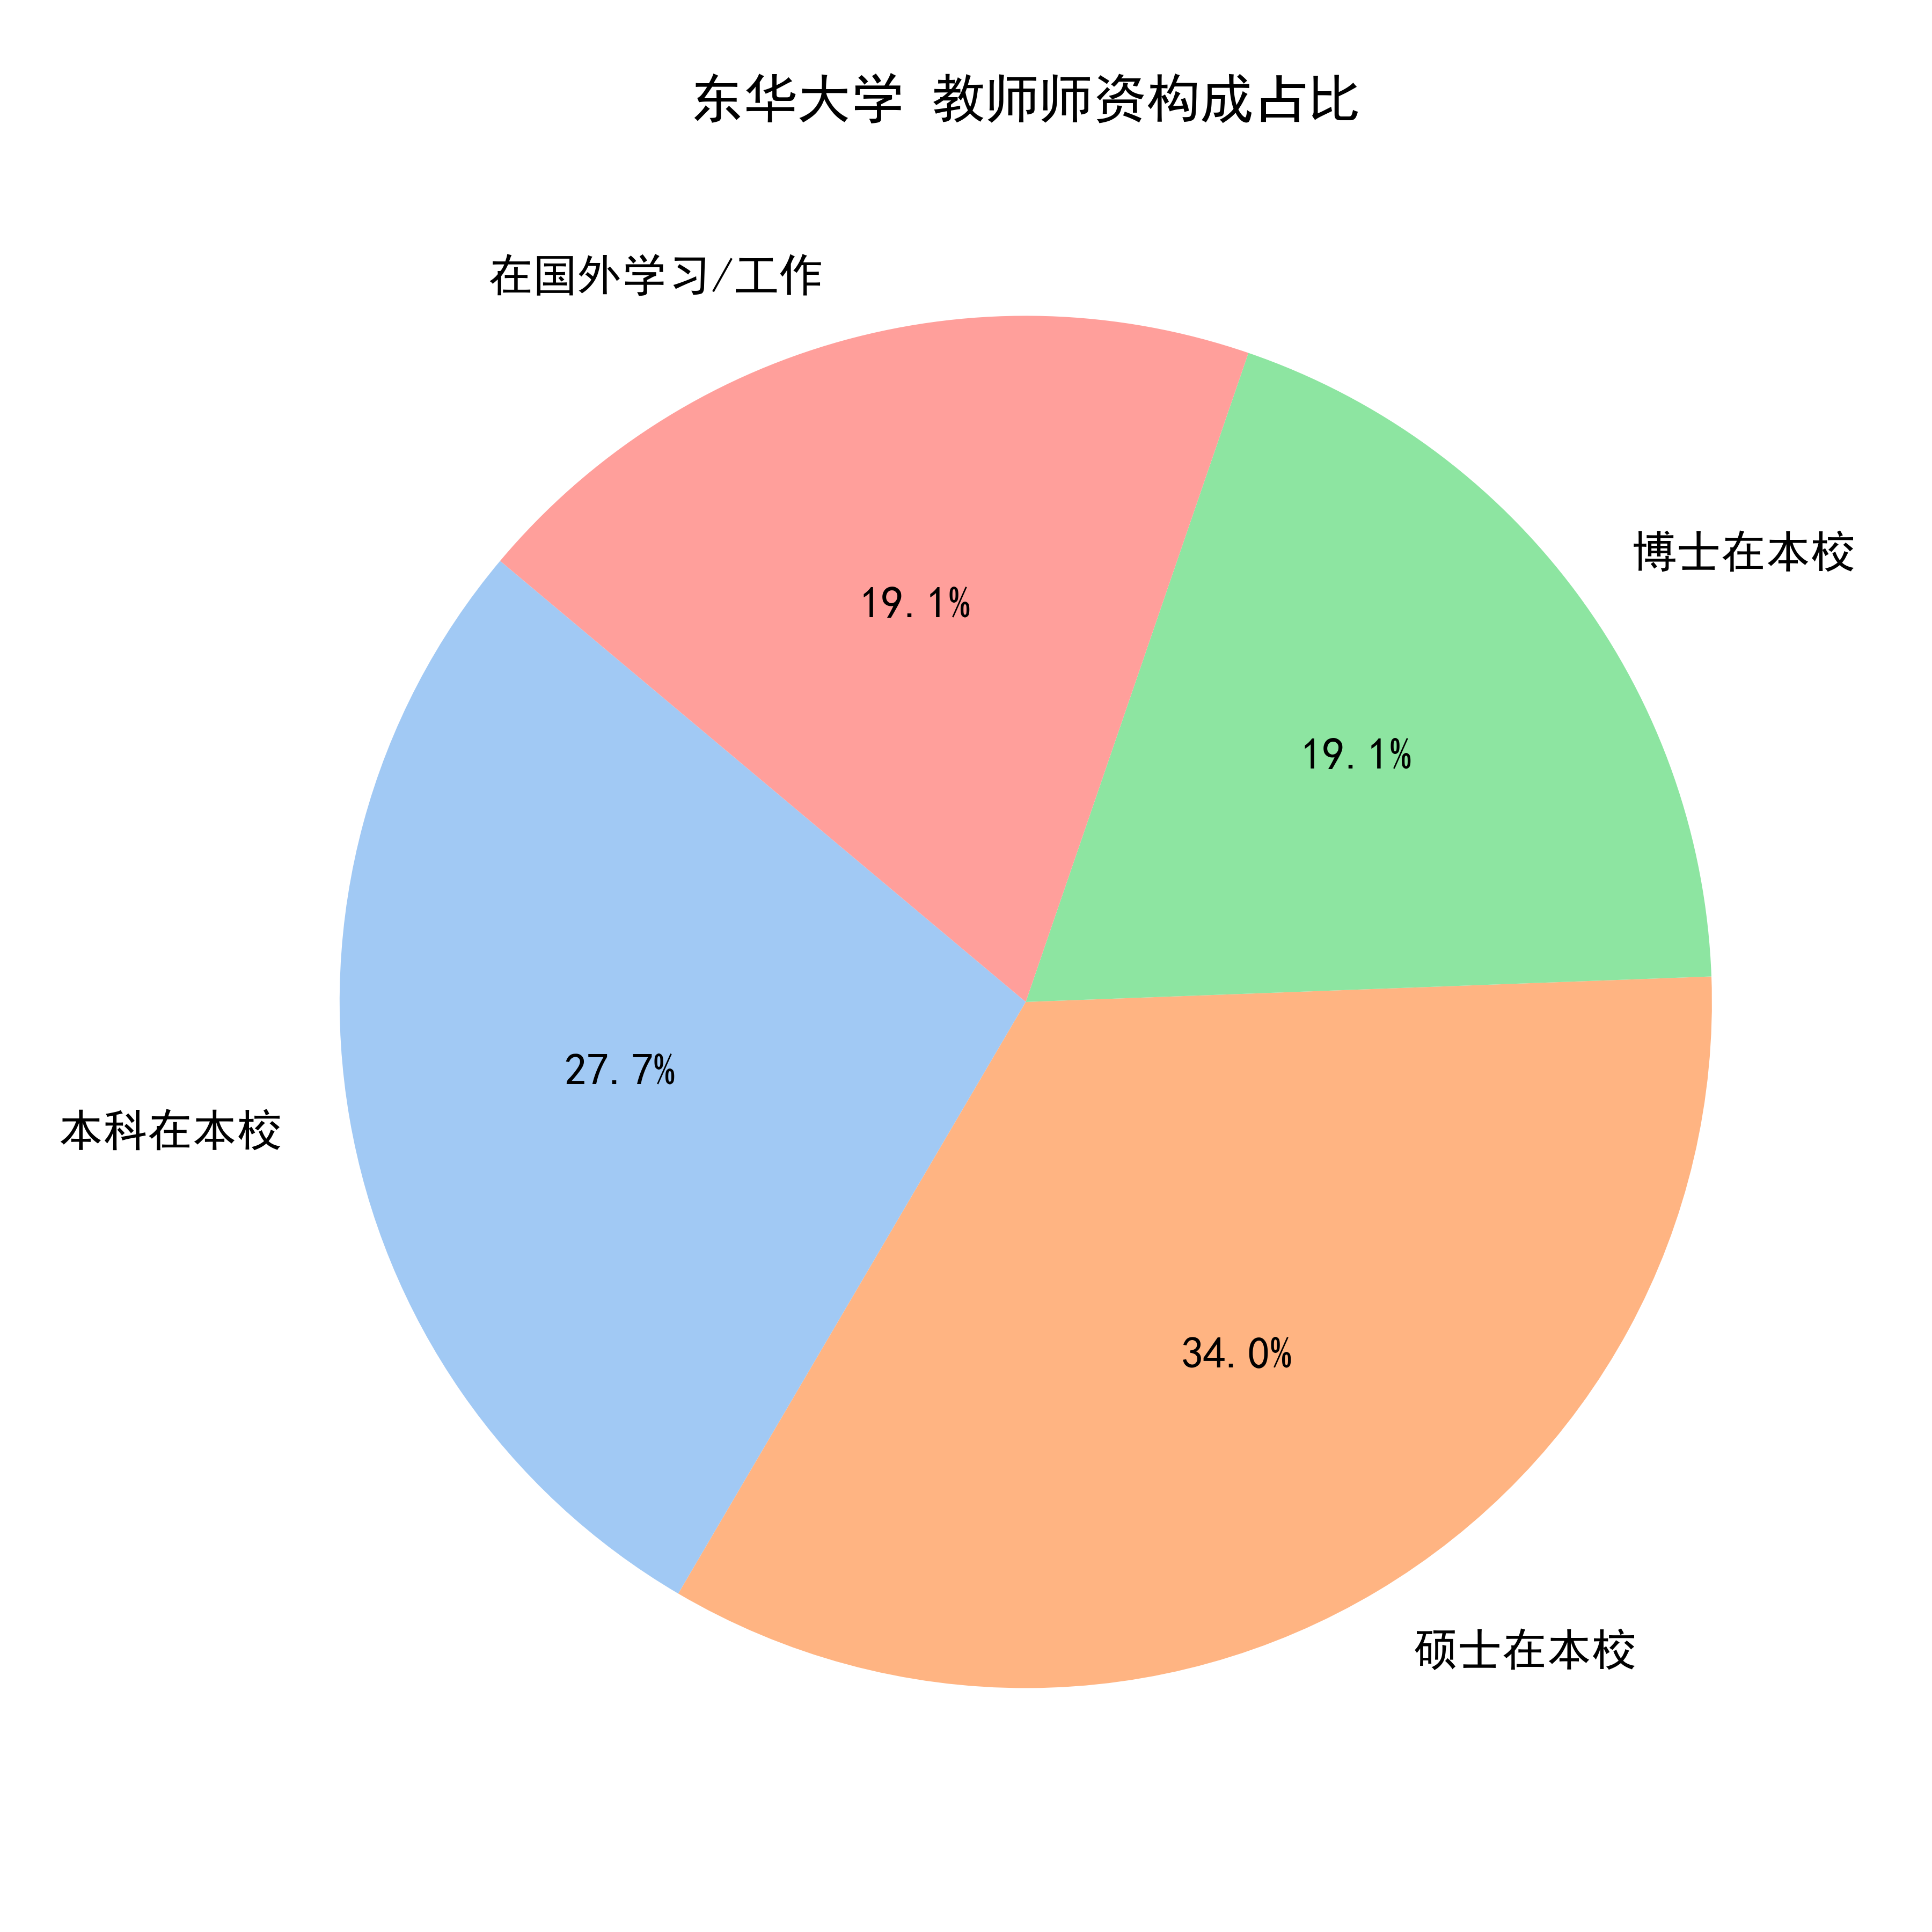 东华大学 教师师资构成占比
在国外学习/工作
博士在本校
19.1%
19.1%
27.7%
本科在本校
34.0%
硕士在本校